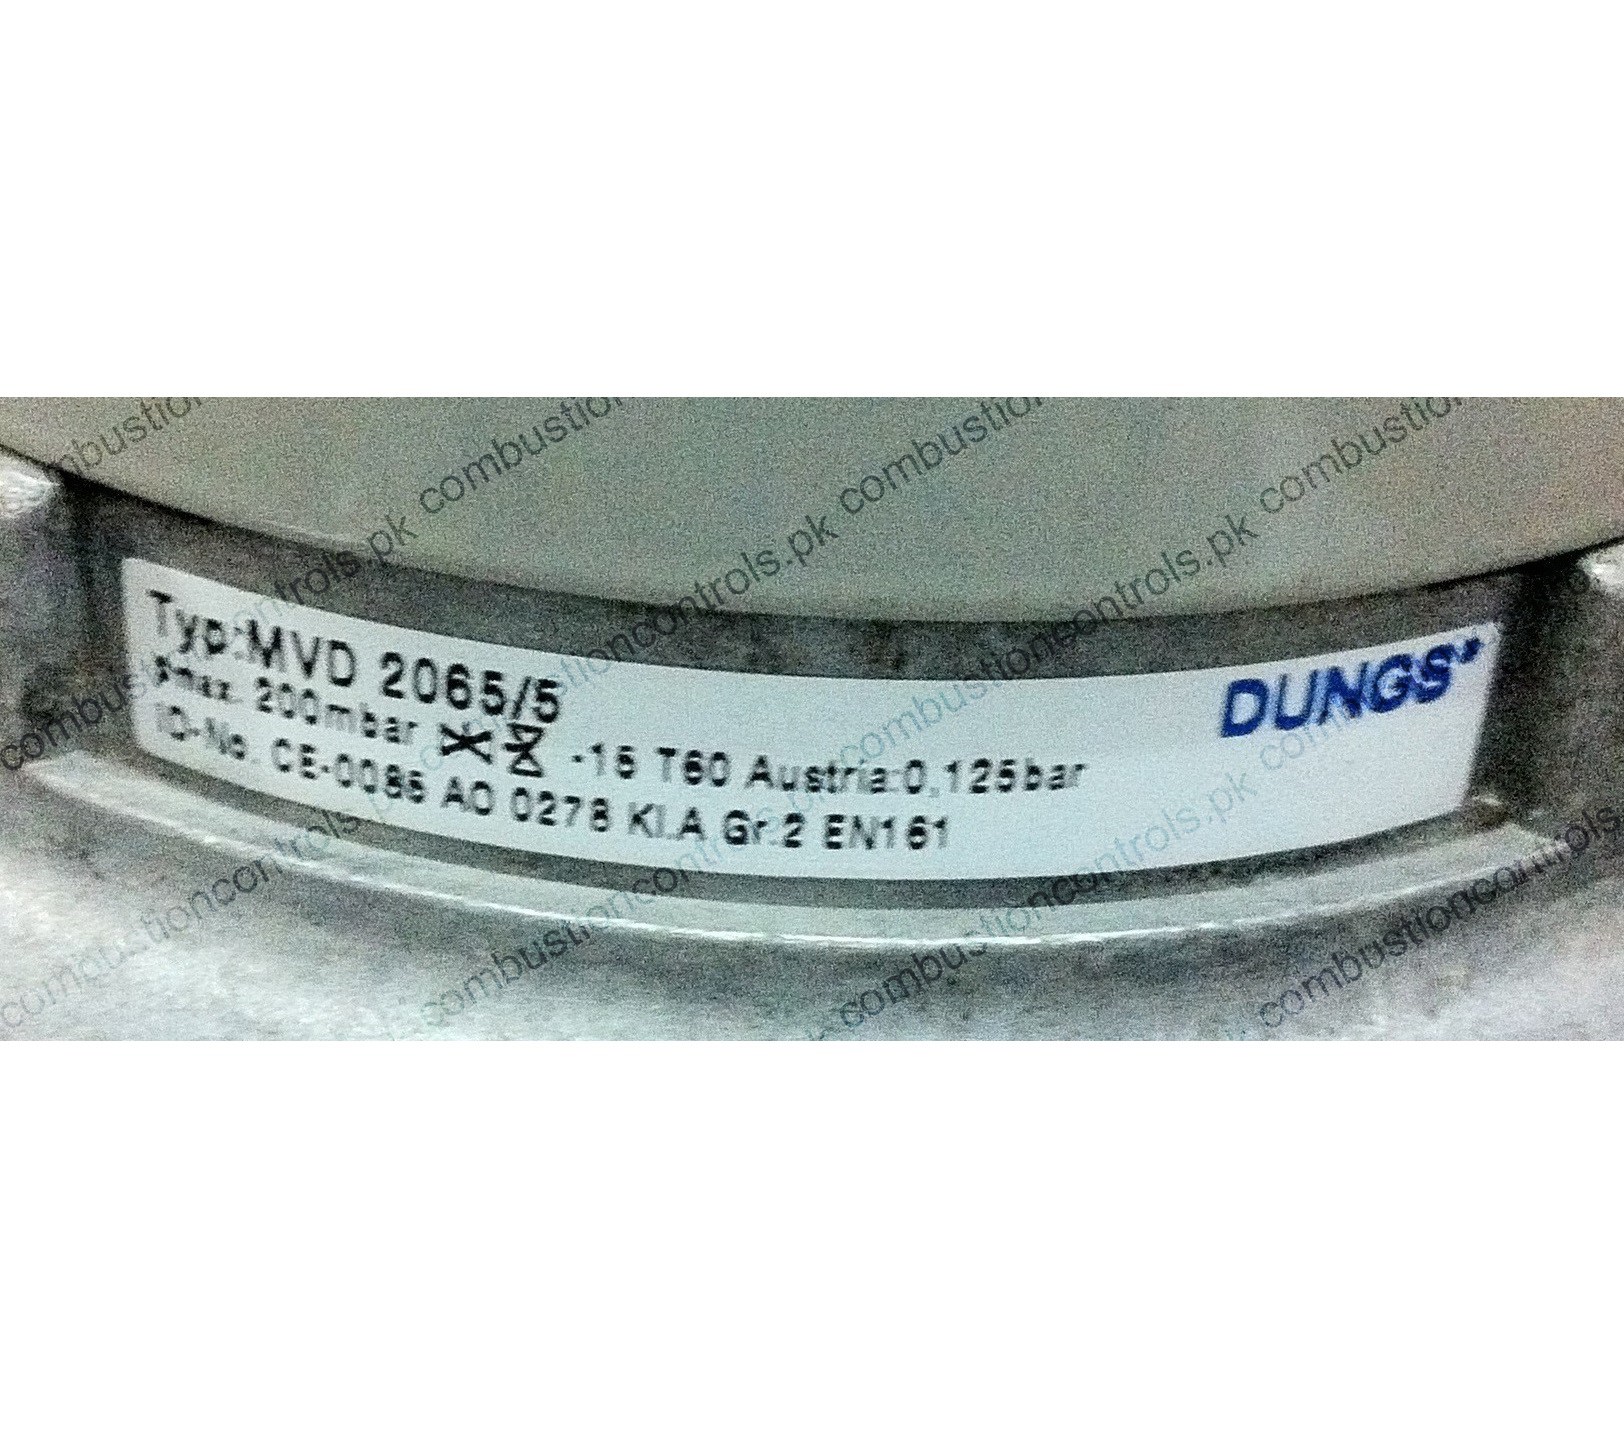 Typ:MVD 2065/5
DUNGS*
Pmax. 200mbar -15 T60 Austria:0,125bar
ID-No. CE-0085 AO 0278 Kl.A Gr.2 EN161
combustioncontrols.pk